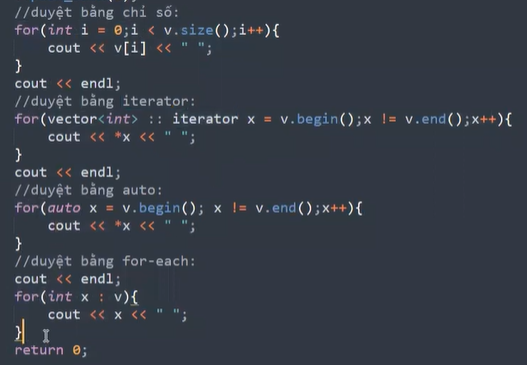 //duyệt bằng chỉ số:
for(int i = 0;i < v.size();i++){
    cout << v[i] << " ";
}
cout << endl;
//duyệt bằng iterator:
for(vector<int> :: iterator x = v.begin();x != v.end();x++){
    cout << *x << " ";
}
cout << endl;
//duyệt bằng auto:
for(auto x = v.begin(); x != v.end();x++){
    cout << *x << " ";
}
//duyệt bằng for-each:
cout << endl;
for(int x : v){
    cout << x << " ";
}
return 0;